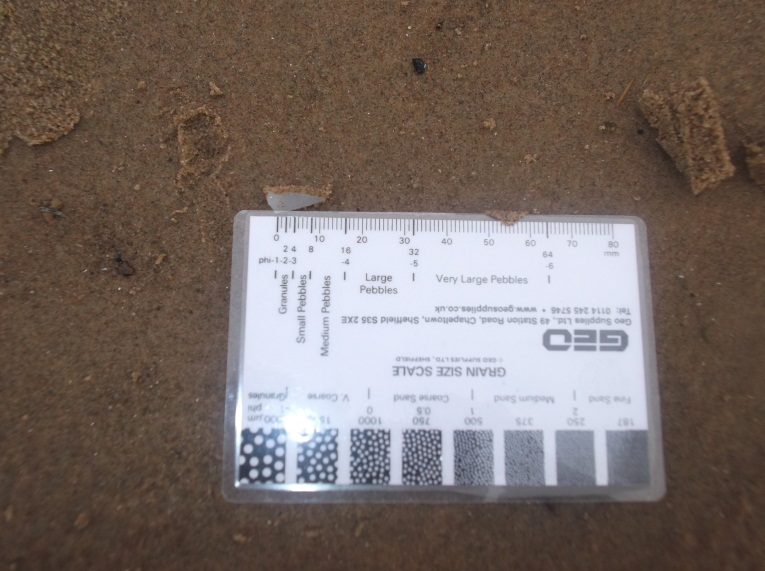 0 10 20 30 40 50 60 70 80
2 4 8 16 32 64 mm
phi-1-2-3 -4 -5 -6
Granules
Small Pebbles
Medium Pebbles
Large
Pebbles
Very Large Pebbles
187 250 375 500 750 1000
2 1 0.5 0 phi
Fine Sand Medium Sand Coarse Sand V. Coarse Granules
GRAIN SIZE SCALE
© GEO SUPPLIES LTD., SHEFFIELD
GEO
Geo Supplies Ltd., 49 Station Road, Chapeltown, Sheffield S35 2XE
Tel: 0114 245 5746 • www.geosupplies.co.uk